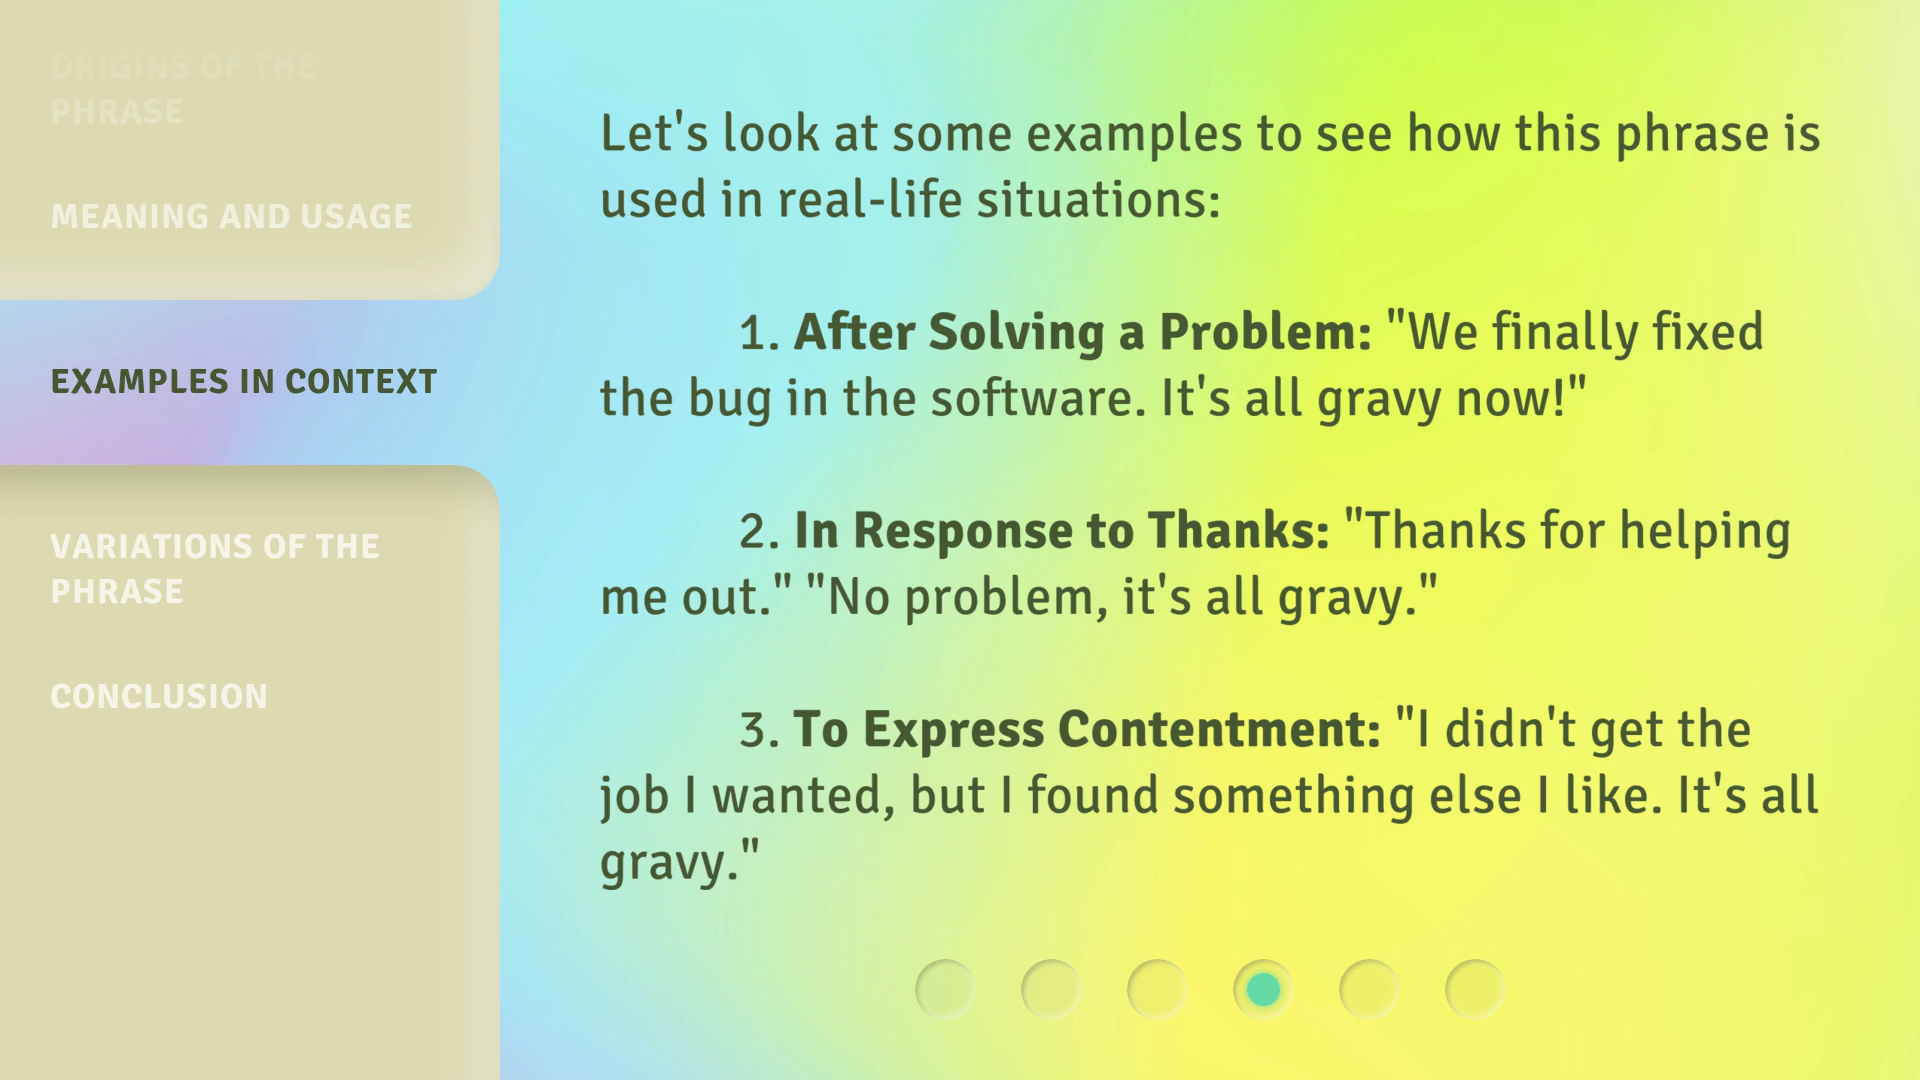 ORIGINS OF THE
PHRASE
MEANING AND USAGE
EXAMPLES IN CONTEXT
VARIATIONS OF THE
PHRASE
CONCLUSION
Let's look at some examples to see how this phrase is
used in real-life situations:
1. After Solving a Problem: "We finally fixed
the bug in the software. It's all gravy now!"
2. In Response to Thanks: "Thanks for helping
me out." "No problem, it's all gravy."
3. To Express Contentment: "I didn't get the
job I wanted, but I found something else I like. It's all
gravy."